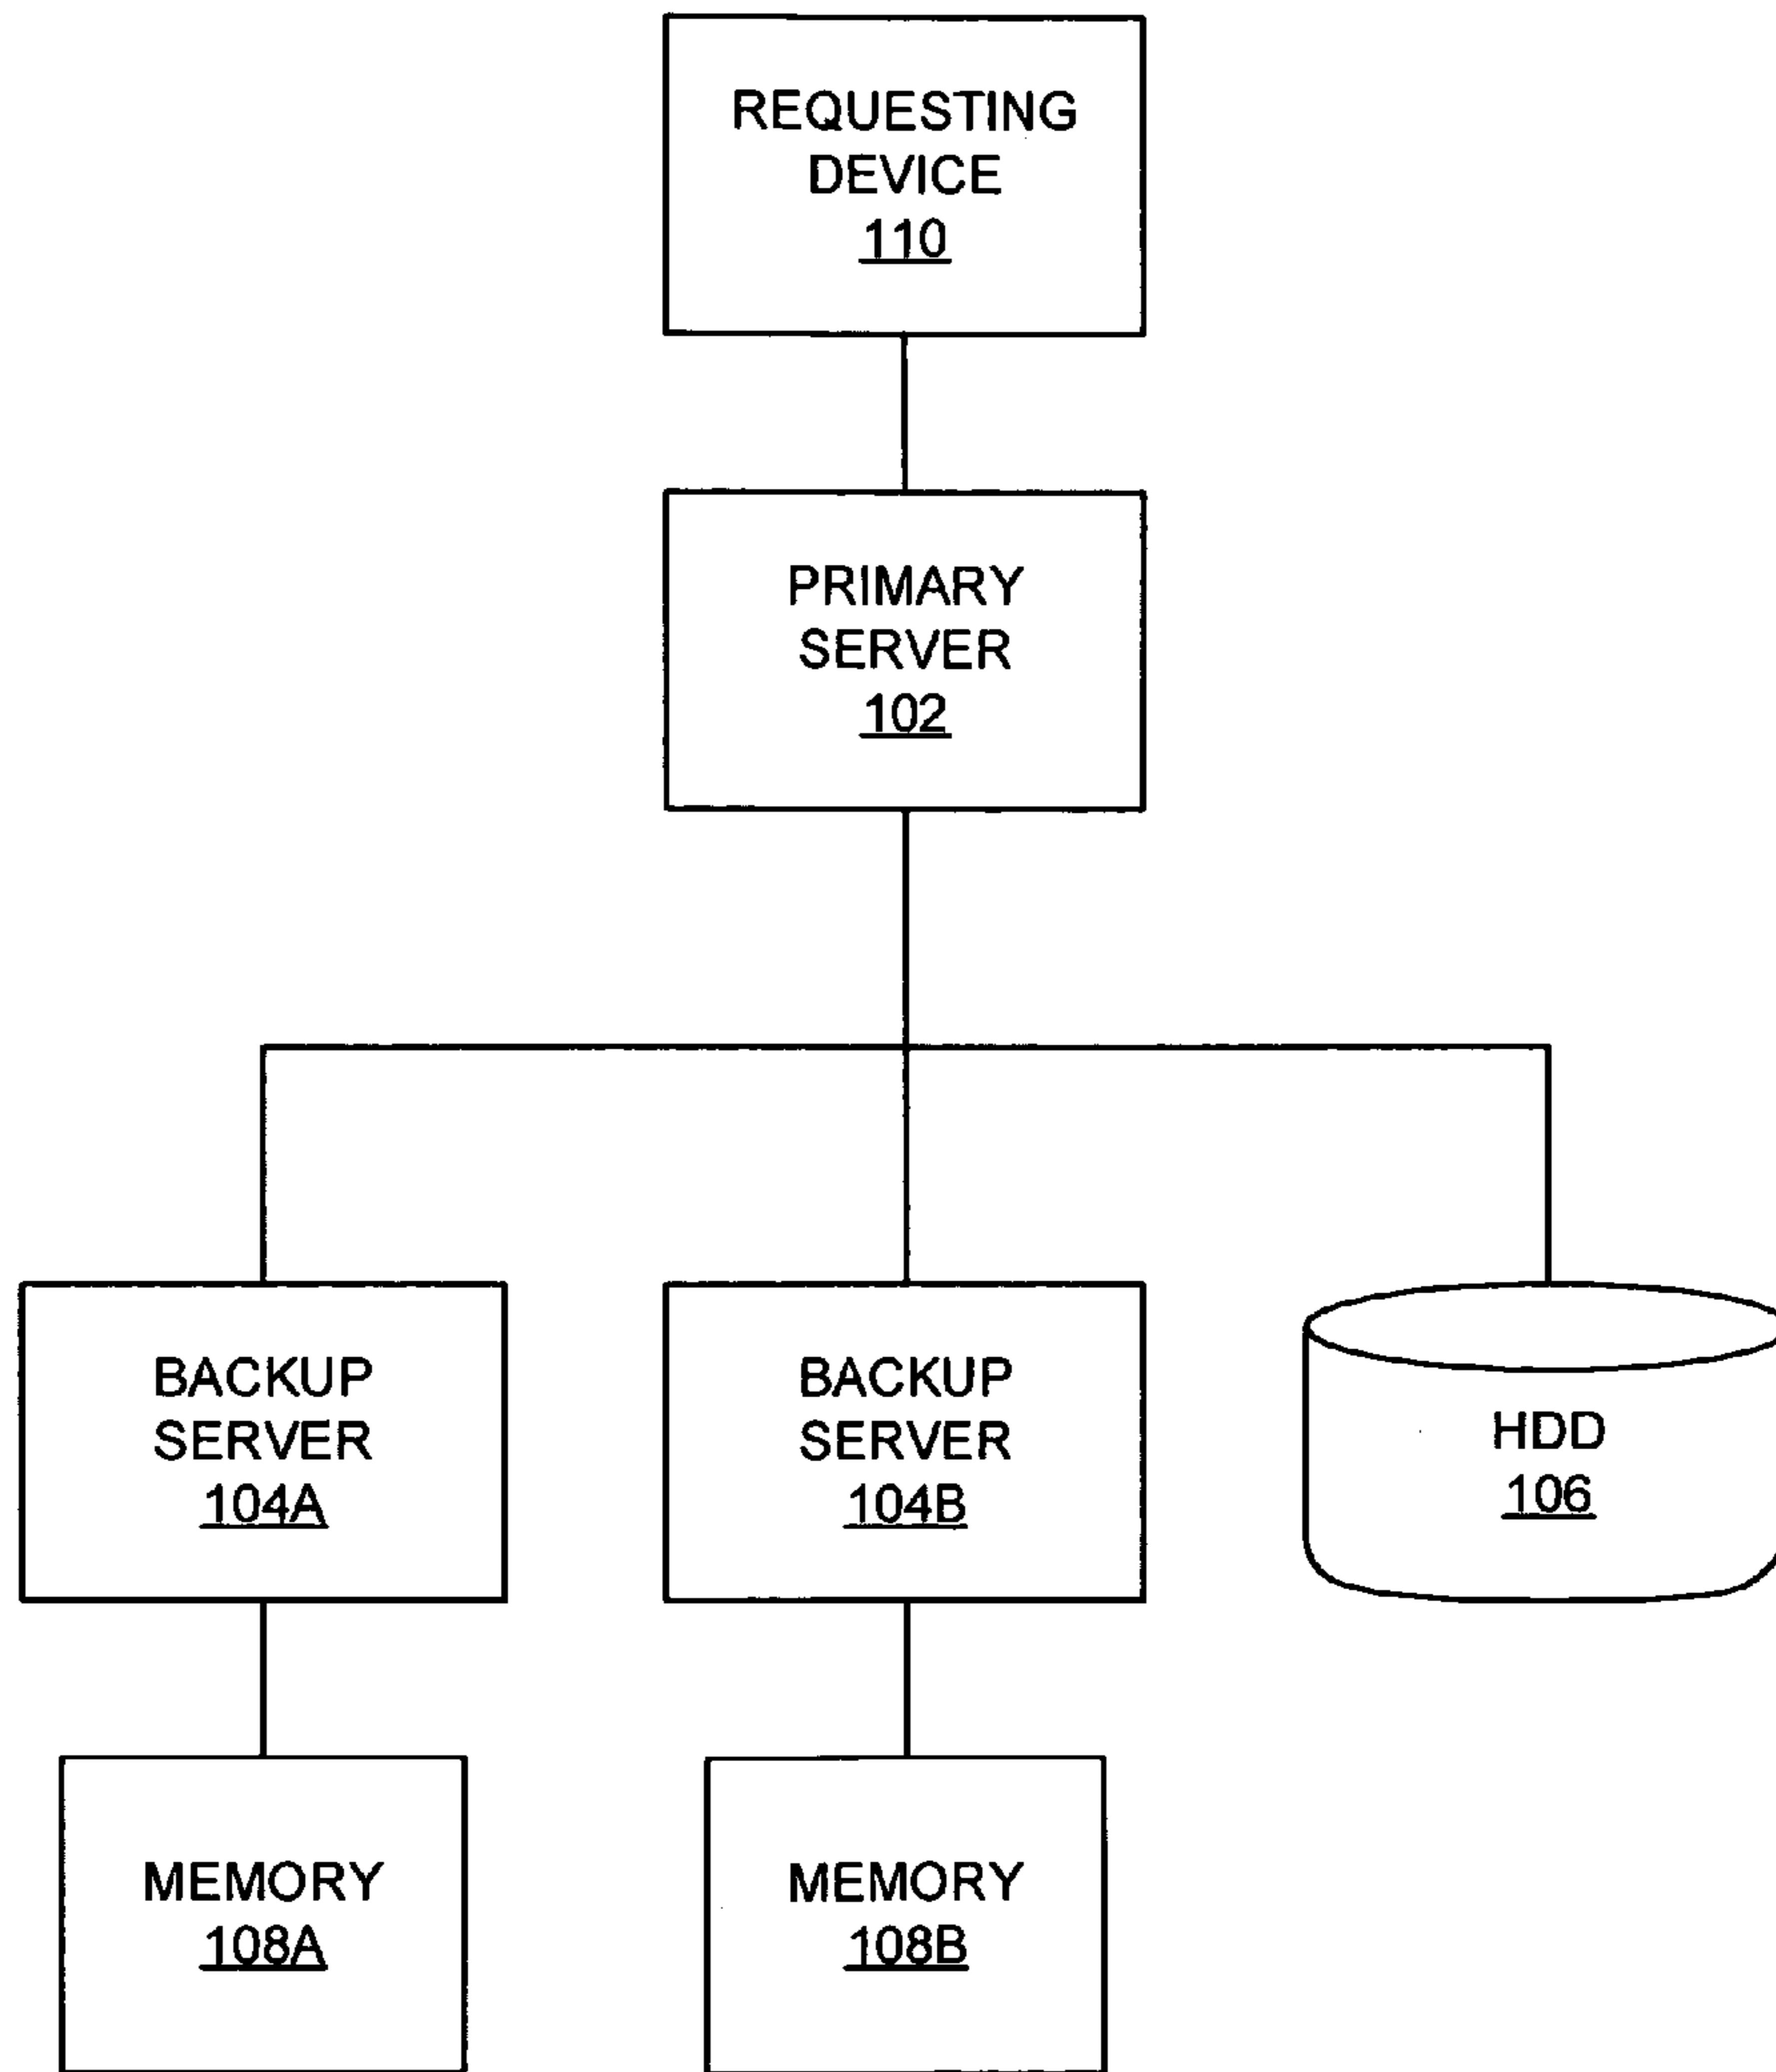 REQUESTING
DEVICE
110
PRIMARY
SERVER
102
BACKUP
SERVER
104A
BACKUP
SERVER
104B
HDD
106
MEMORY
108A
MEMORY
108B